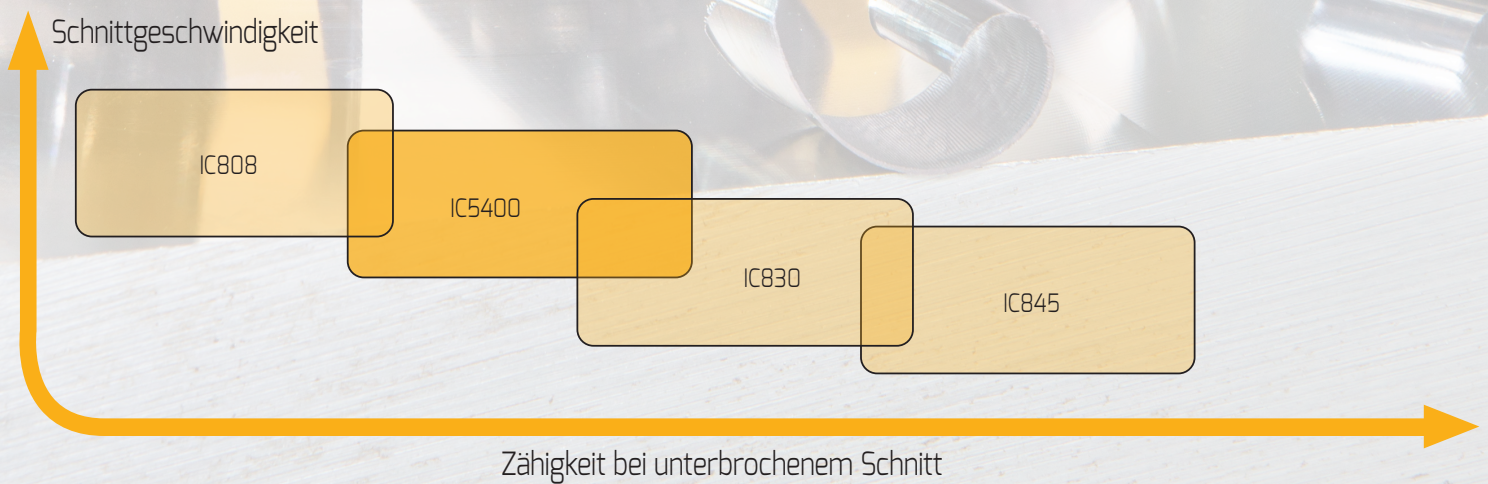 Schnittgeschwindigkeit
IC808
IC5400
IC830
IC845
Zähigkeit bei unterbrochenem Schnitt